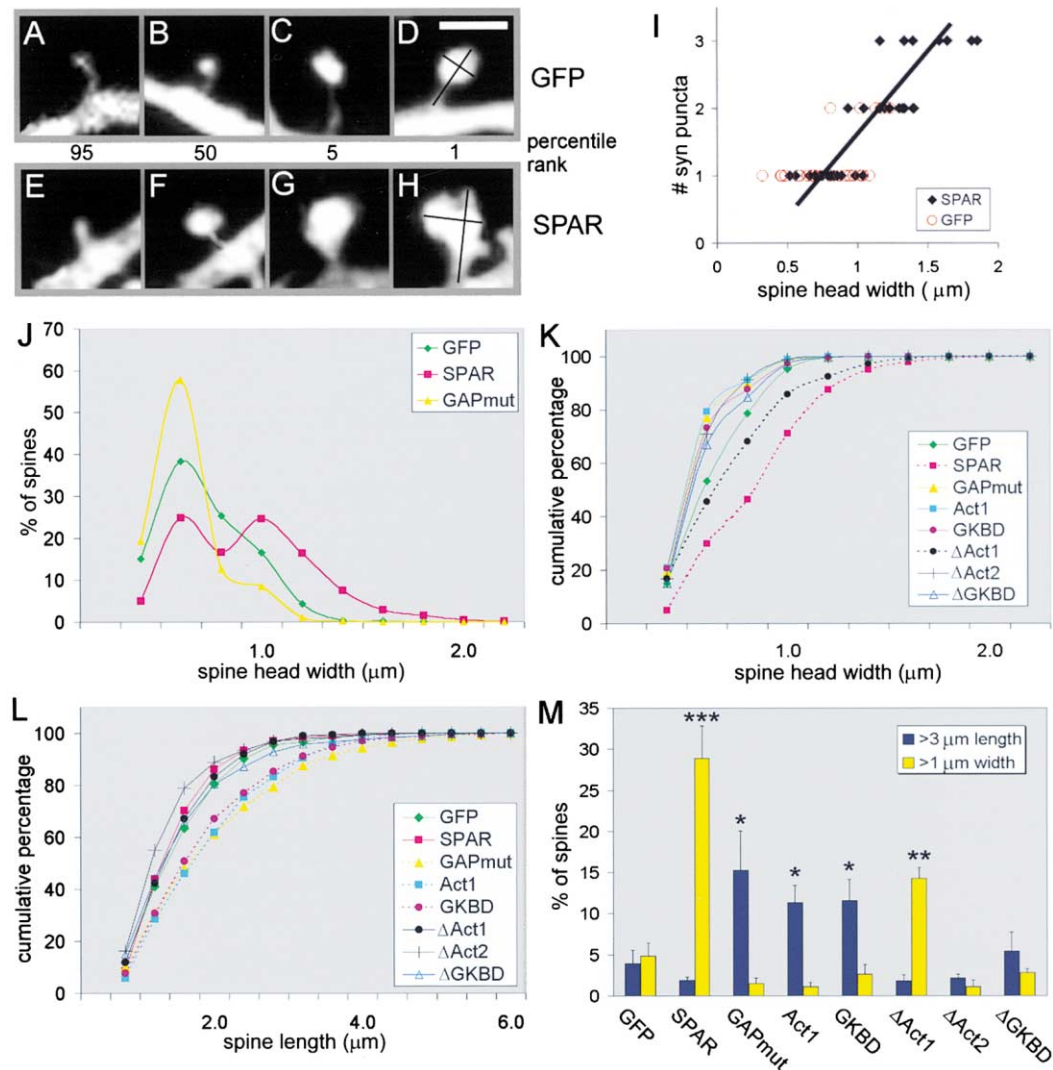 A B C D
GFP
95 50 5 1
percentile
rank
E F G H
SPAR
I
# syn puncta
3
2
1
0
0 0.5 1 1.5 2
spine head width ( μm)
SPAR
GFP
J
% of spines
70
60
50
40
30
20
10
0
1.0 2.0
spine head width (μm)
GFP
SPAR
GAPmut
K
cumulative percentage
100
80
60
40
20
0
1.0 2.0
spine head width (μm)
GFP
SPAR
GAPmut
Act1
GKBD
ΔAct1
ΔAct2
ΔGKBD
L
cumulative percentage
100
80
60
40
20
0
2.0 4.0 6.0
spine length (μm)
GFP
SPAR
GAPmut
Act1
GKBD
ΔAct1
ΔAct2
ΔGKBD
M
% of spines
35
30
25
20
15
10
5
0
>3 μm length
>1 μm width
***
*
*
*
**
GFP SPAR GAPmut Act1 GKBD ΔAct1 ΔAct2 ΔGKBD